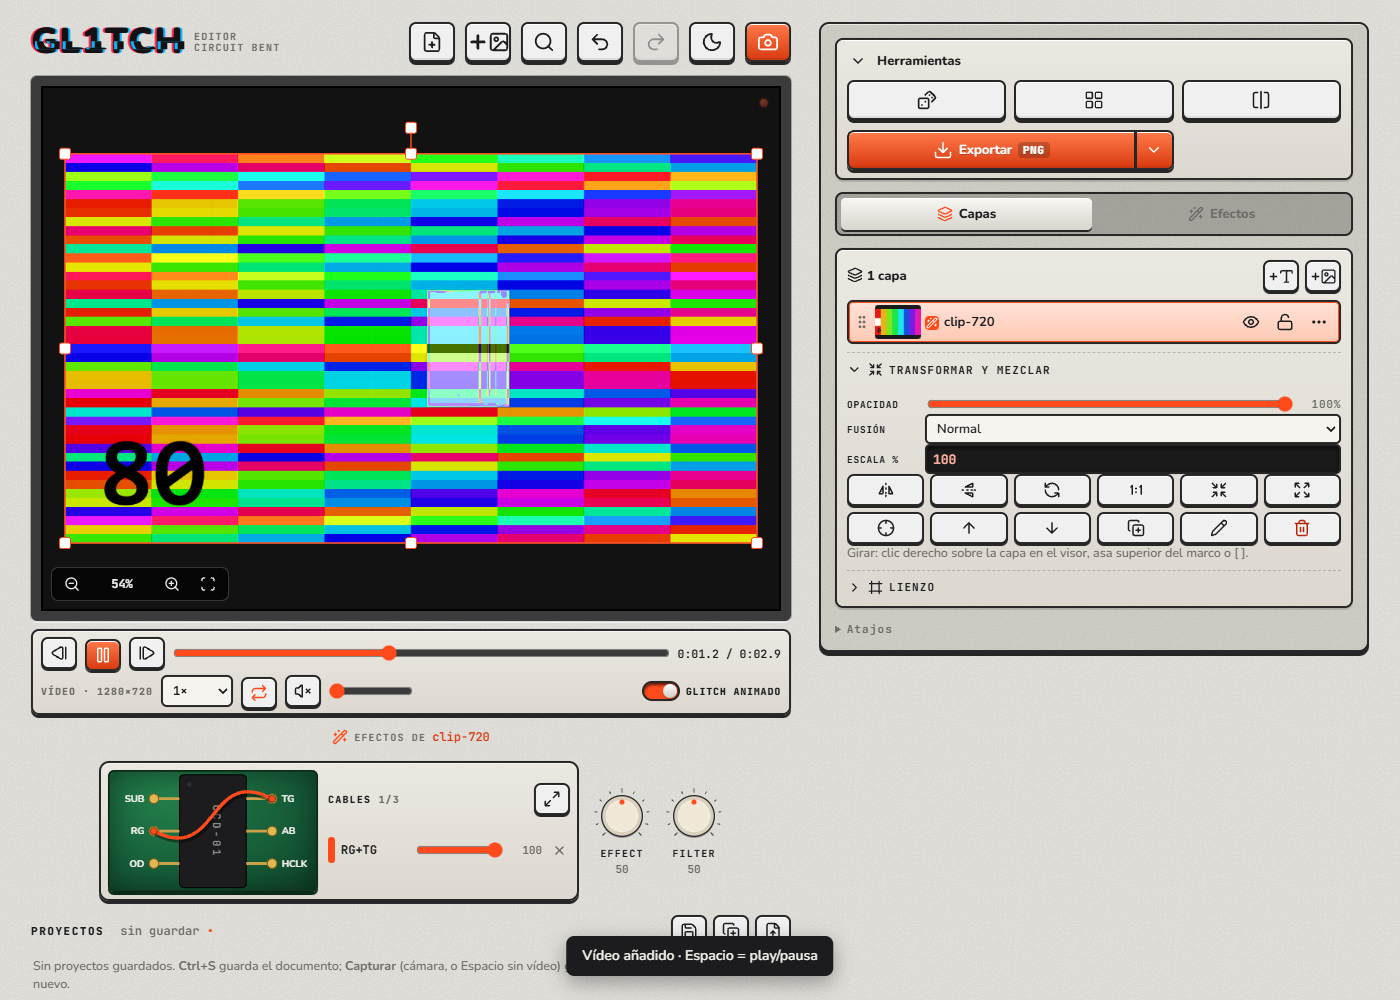 GL1TCH
EDITOR
CIRCUIT BENT
80
54%
0:01.2 / 0:02.9
VÍDEO · 1280×720
1×
GLITCH ANIMADO
EFECTOS DE clip-720
SUB
RG
OD
TG
AB
HCLK
CABLES 1/3
RG+TG
100
EFFECT
50
FILTER
50
PROYECTOS sin guardar
Sin proyectos guardados. Ctrl+S guarda el documento; Capturar (cámara, o Espacio sin vídeo)
nuevo.
Vídeo añadido · Espacio = play/pausa
Herramientas
Exportar PNG
Capas
Efectos
1 capa
+T
clip-720
TRANSFORMAR Y MEZCLAR
OPACIDAD
100%
FUSIÓN
Normal
ESCALA %
100
1:1
Girar: clic derecho sobre la capa en el visor, asa superior del marco o [ ].
LIENZO
Atajos